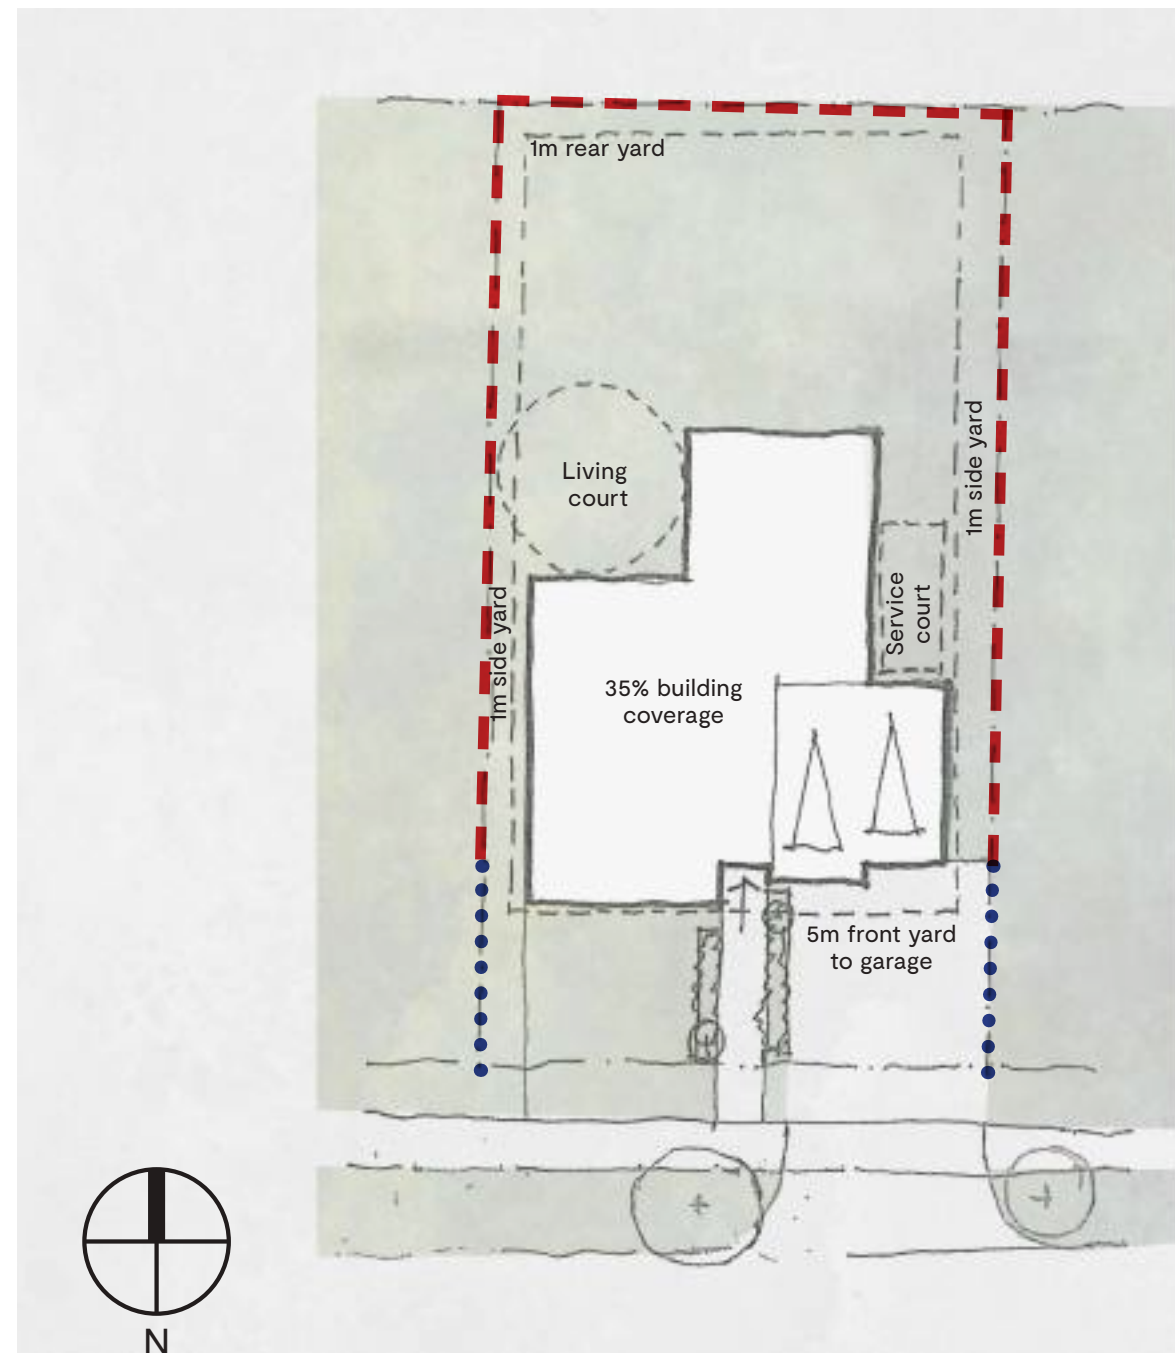 1m rear yard
Living
court
1m side yard
Service
court
1m side yard
35% building
coverage
5m front yard
to garage
N